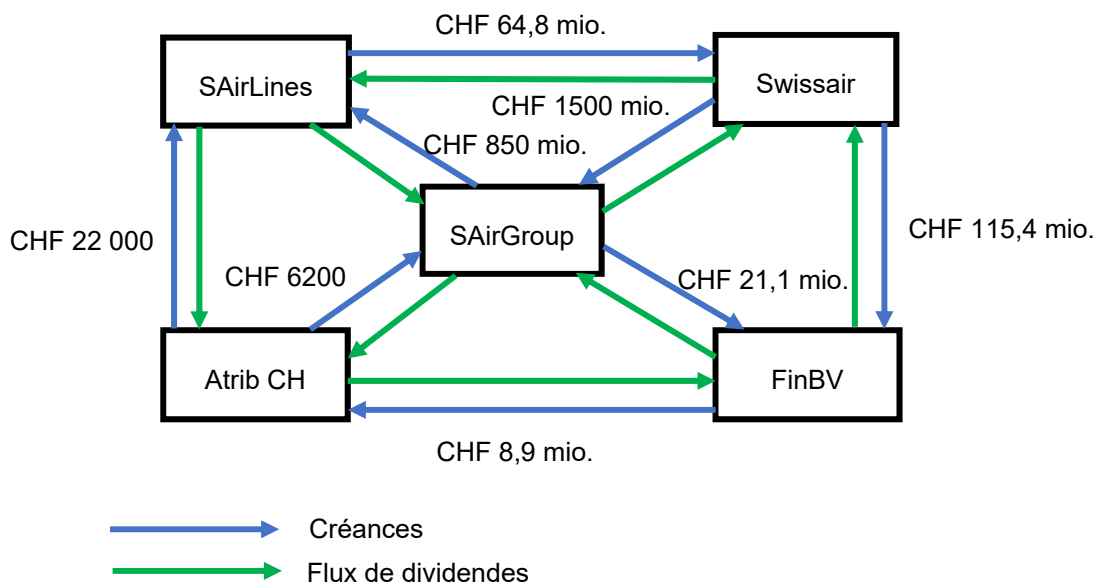 CHF 64,8 mio.
SAirLines
Swissair
CHF 1500 mio.
CHF 850 mio.
CHF 22 000
SAirGroup
CHF 115,4 mio.
CHF 6200
CHF 21,1 mio.
Atrib CH
FinBV
CHF 8,9 mio.
Créances
Flux de dividendes